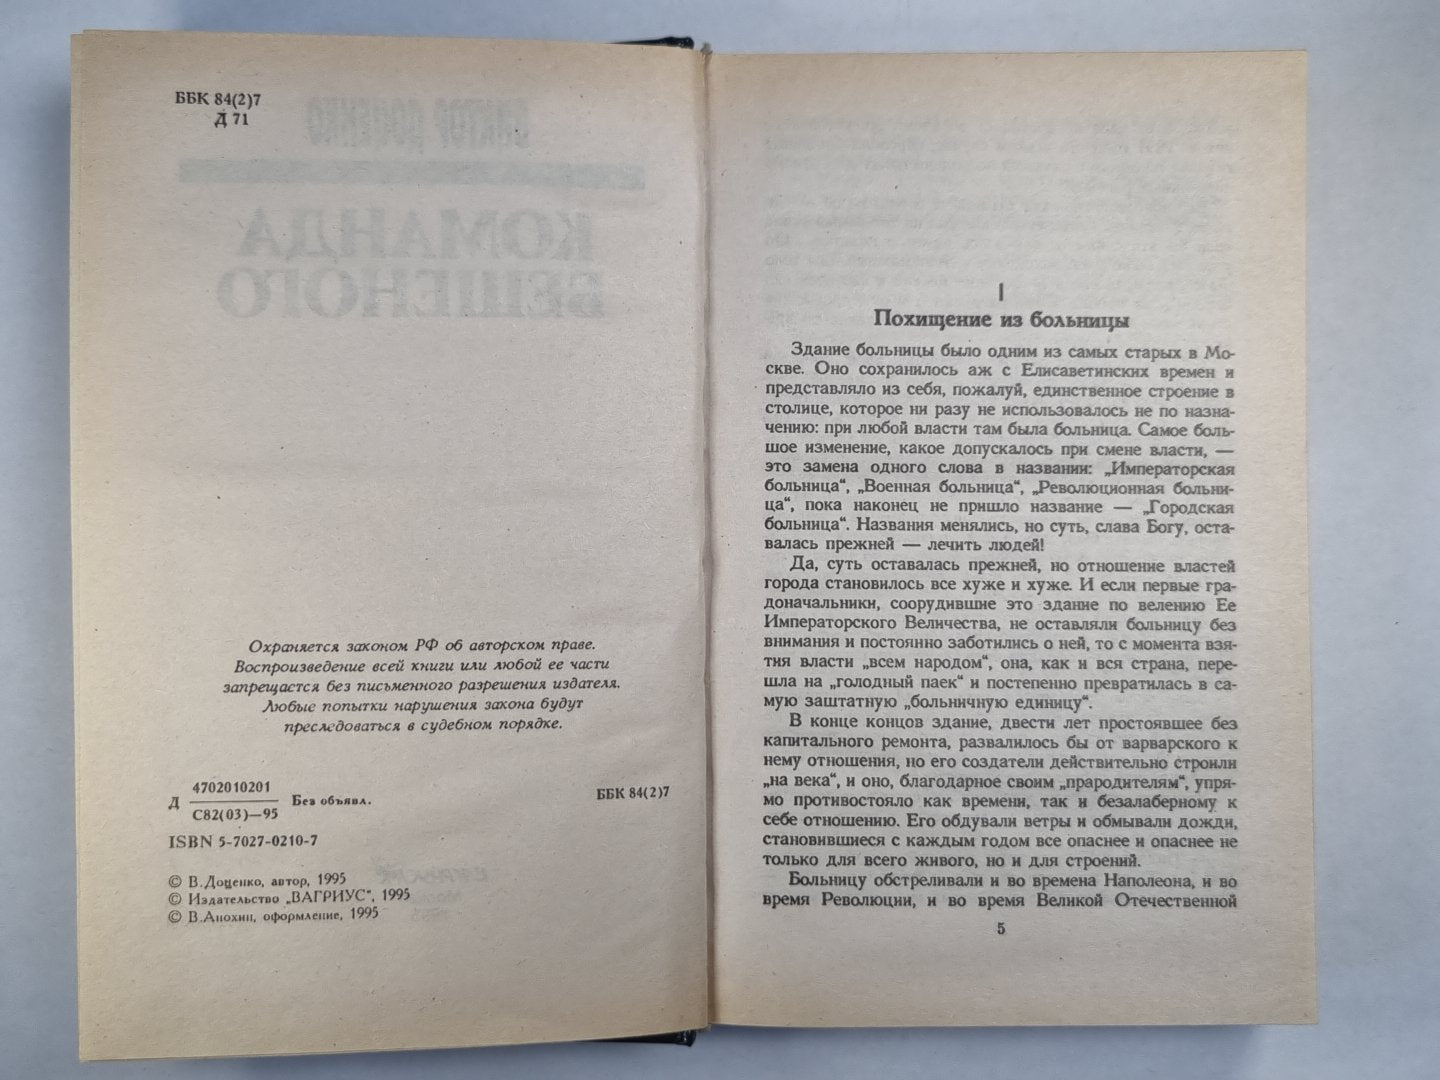 ББК 84(2)7
Д 71
Охраняется законом РФ об авторском праве.
Воспроизведение всей книги или любой ее части
запрещается без письменного разрешения издателя.
Любые попытки нарушения закона будут
преследоваться в судебном порядке.
Д 4702010201 Без объявл.
С82(03)—95
ББК 84(2)7
ISBN 5-7027-0210-7
© В.Доценко, автор, 1995
© Издательство „ВАГРИУС“, 1995
© В.Анохин, оформление, 1995
I
Похищение из больницы
Здание больницы было одним из самых старых в Мо-
скве. Оно сохранилось аж с Елисаветинских времен и
представляло из себя, пожалуй, единственное строение в
столице, которое ни разу не использовалось не по назна-
чению: при любой власти там была больница. Самое боль-
шое изменение, какое допускалось при смене власти, —
это замена одного слова в названии: „Императорская
больница“, „Военная больница“, „Революционная больни-
ца“, пока наконец не пришло название — „Городская
больница“. Названия менялись, но суть, слава Богу, оста-
валась прежней — лечить людей!
Да, суть оставалась прежней, но отношение властей
города становилось все хуже и хуже. И если первые гра-
доначальники, соорудившие это здание по велению Ее
Императорского Величества, не оставляли больницу без
внимания и постоянно заботились о ней, то с момента взя-
тия власти „всем народом“, она, как и вся страна, пере-
шла на „голодный паек“ и постепенно превратилась в са-
мую заштатную „больничную единицу“.
В конце концов здание, двести лет простоявшее без
капитального ремонта, развалилось бы от варварского к
нему отношения, но его создатели действительно строили
„на века“, и оно, благодарное своим „прародителям“, упря-
мо противостояло как времени, так и безалаберному к
себе отношению. Его обдували ветры и обмывали дожди,
становившиеся с каждым годом все опаснее и опаснее не
только для всего живого, но и для строений.
Больницу обстреливали и во времена Наполеона, и во
время Революции, и во время Великой Отечественной
5